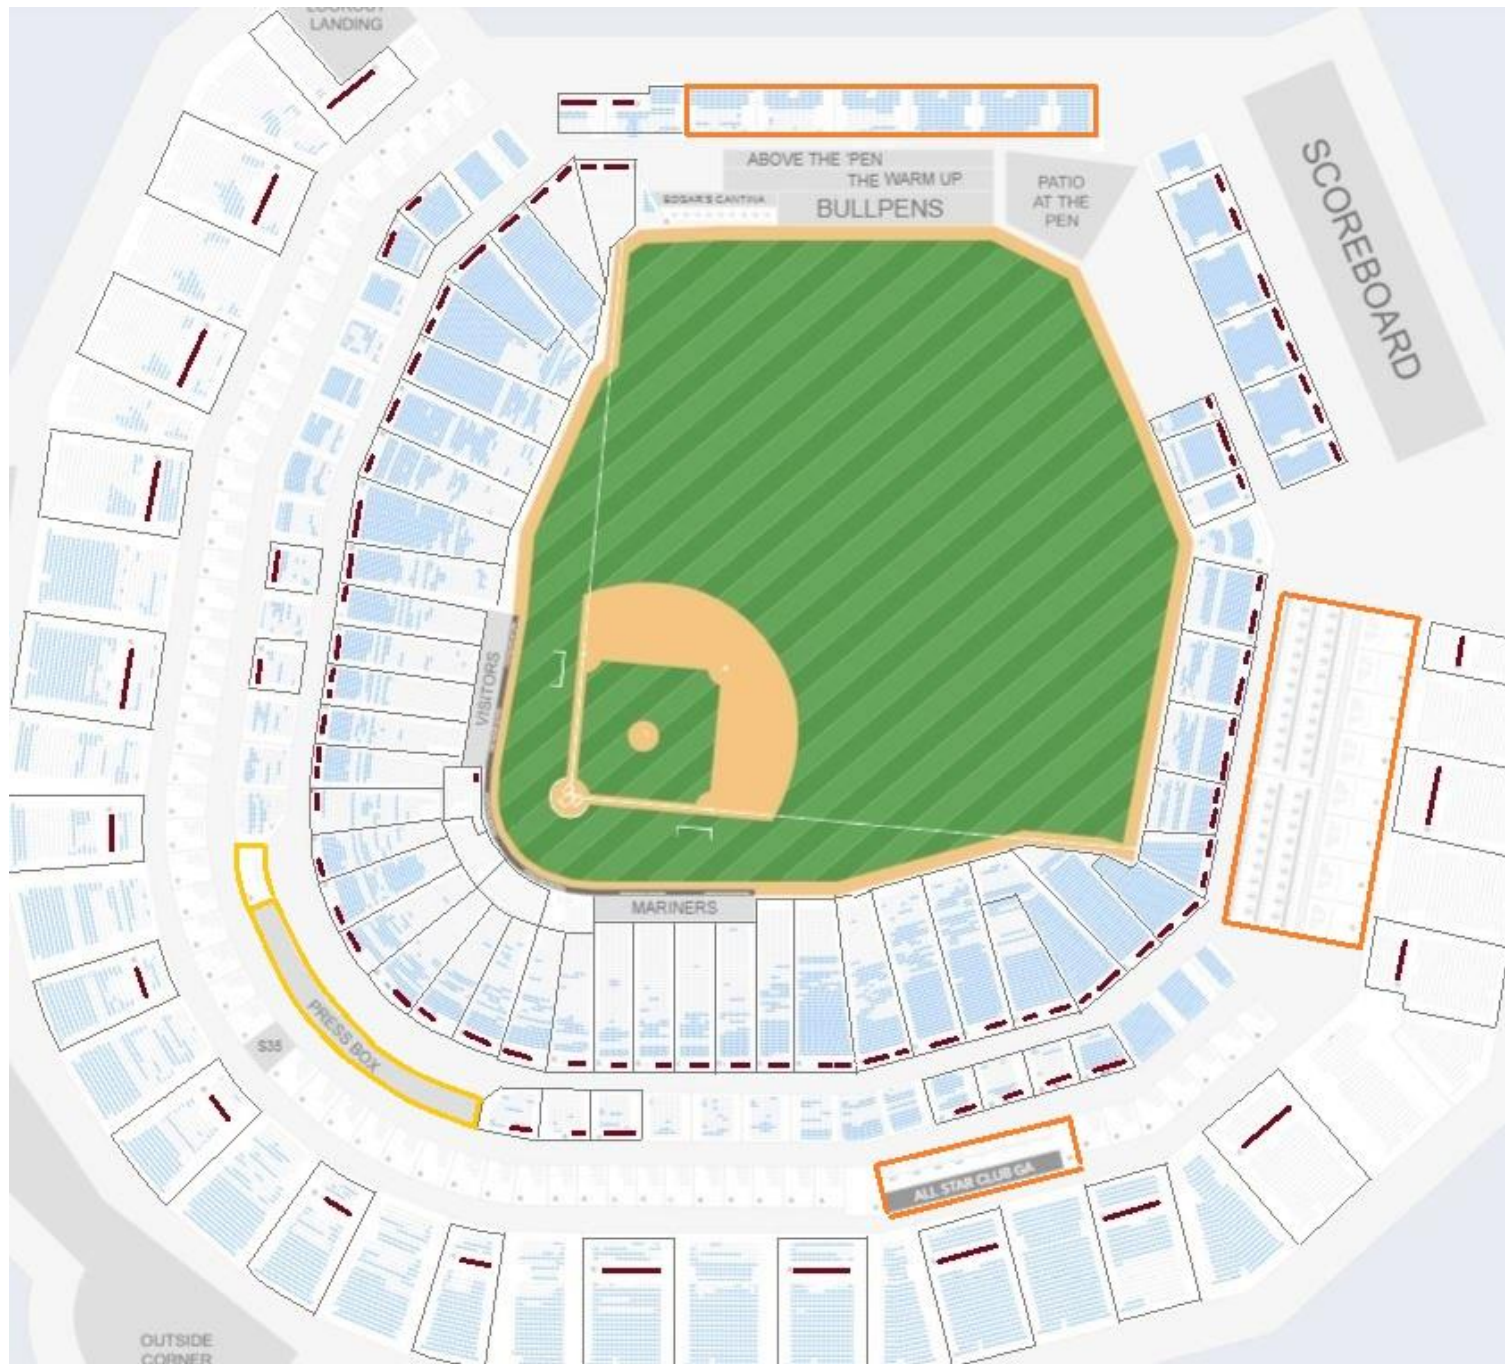 LOOKOUT
LANDING
ABOVE THE 'PEN
THE WARM UP
EDGAR'S CANTINA
BULLPENS
PATIO
AT THE
PEN
SCOREBOARD
VISITORS
MARINERS
S35
PRESS BOX
ALL STAR CLUB GA
OUTSIDE
CORNER